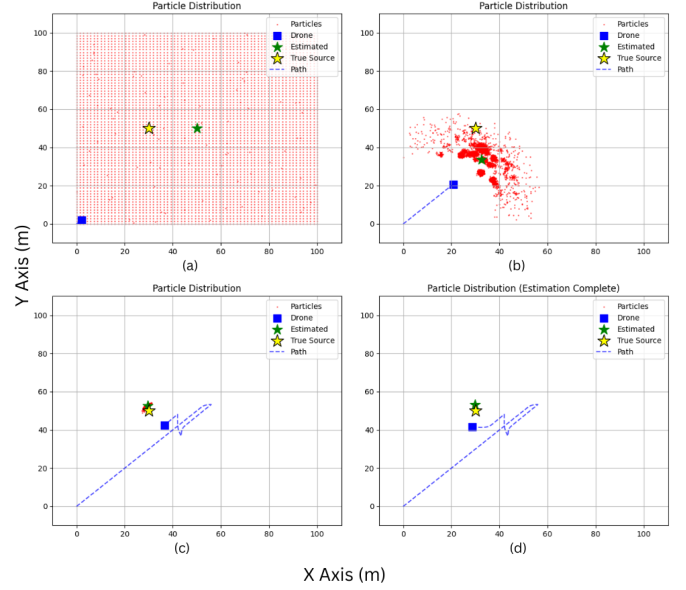 Particle Distribution
Particles
Drone
Estimated
True Source
Path
100
80
60
40
20
0
0 20 40 60 80 100
(a)
Particle Distribution
Particles
Drone
Estimated
True Source
Path
100
80
60
40
20
0
0 20 40 60 80 100
(b)
Y Axis (m)
Particle Distribution
Particles
Drone
Estimated
True Source
Path
100
80
60
40
20
0
0 20 40 60 80 100
(c)
Particle Distribution (Estimation Complete)
Particles
Drone
Estimated
True Source
Path
100
80
60
40
20
0
0 20 40 60 80 100
(d)
X Axis (m)